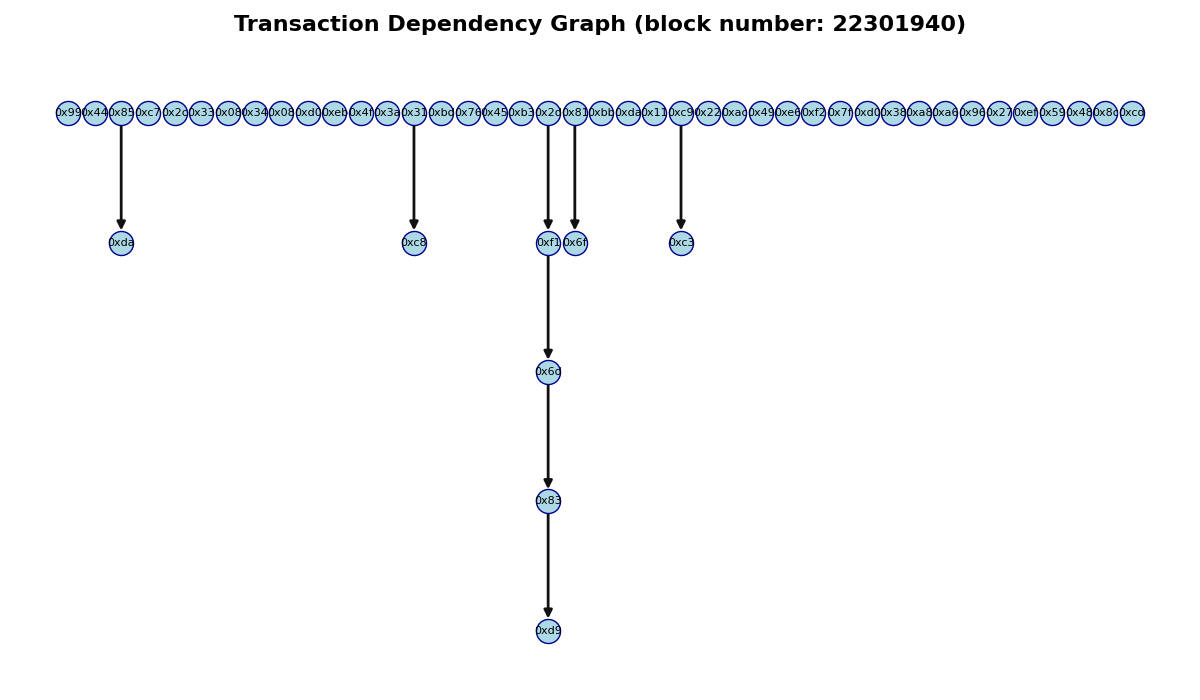 Transaction Dependency Graph (block number: 22301940)
0x99 0x44 0x85 0xc7 0x2c 0x33 0x08 0x34 0x08 0xd0 0xeb 0x4f 0x3a 0x31 0xbd 0x76 0x45 0xb3 0x2d 0x81 0xbb 0xda 0x11 0xc9 0x22 0xac 0x49 0xe6 0xf2 0x7f 0xd0 0x38 0xa8 0xa6 0x96 0x27 0xef 0x59 0x48 0x8c 0xcd
0xda 0xc8 0xf1 0x6f 0xc3
0x6d
0x83
0xd9